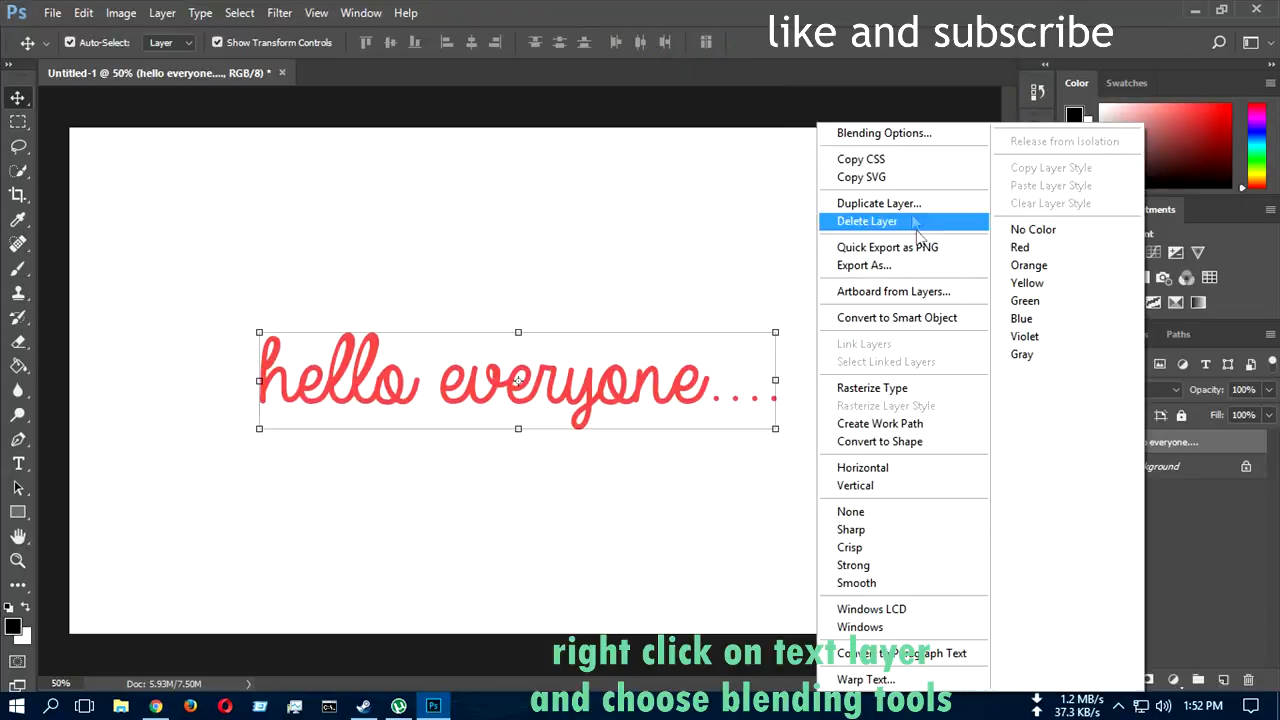 Ps File Edit Image Layer Type Select Filter View Window Help
like and subscribe
Auto-Select: Layer Show Transform Controls
Untitled-1 @ 50% (hello everyone...., RGB/8) * ×
Color Swatches
Blending Options...
Copy CSS
Copy SVG
Duplicate Layer...
Delete Layer
Quick Export as PNG
Export As...
Artboard from Layers...
Convert to Smart Object
Link Layers
Select Linked Layers
Rasterize Type
Rasterize Layer Style
Create Work Path
Convert to Shape
Horizontal
Vertical
None
Sharp
Crisp
Strong
Smooth
Windows LCD
Windows
Convert to Paragraph Text
Warp Text...
Release from Isolation
Copy Layer Style
Paste Layer Style
Clear Layer Style
No Color
Red
Orange
Yellow
Green
Blue
Violet
Gray
tments
nt
Paths
Opacity: 100%
Fill: 100%
everyone....
kground
hello everyone....
right click on text layer
and choose blending tools
50% Doc: 5.93M/7.50M
Ps
1.2 MB/s
37.3 KB/s
1:52 PM